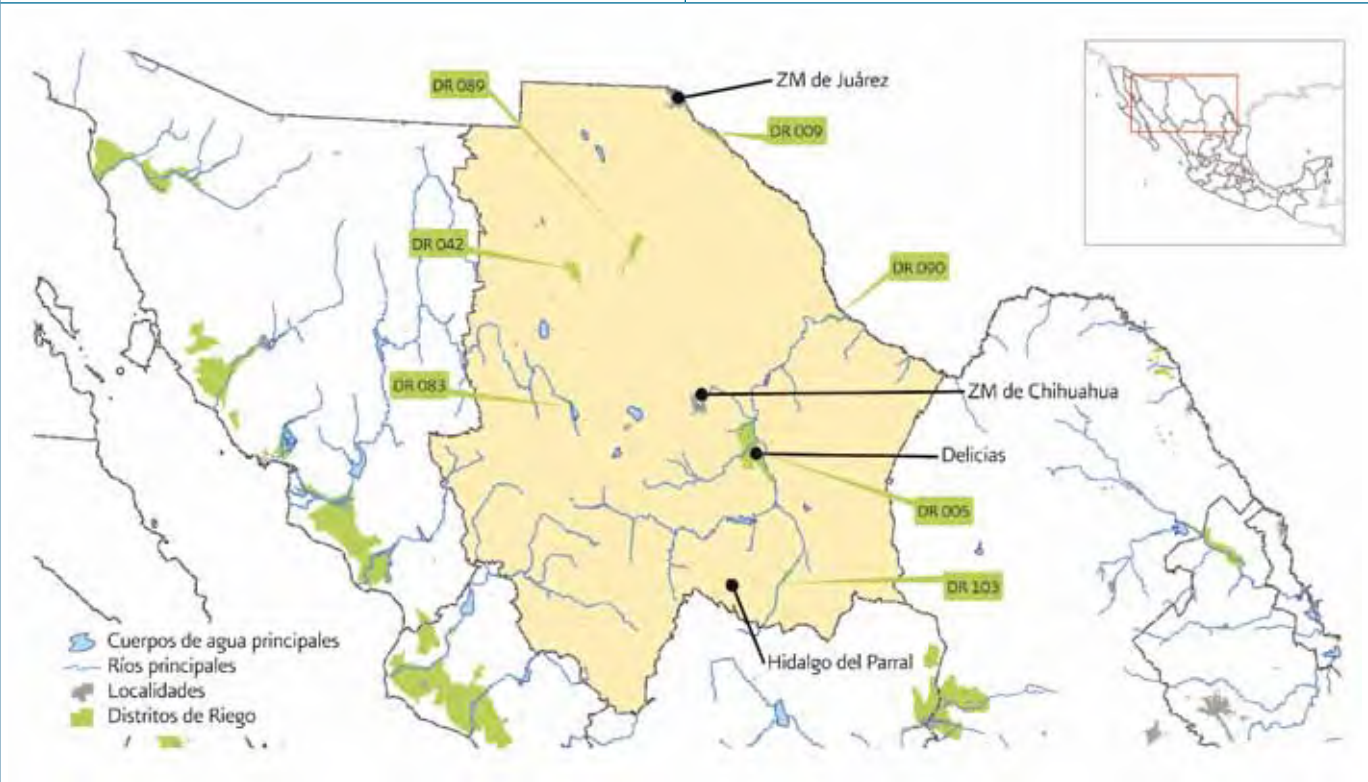 ZM de Juárez
DR 089
DR 009
DR 042
DR 090
DR 083
ZM de Chihuahua
Delicias
DR 005
DR 103
Hidalgo del Parral
Cuerpos de agua principales
Ríos principales
Localidades
Distritos de Riego